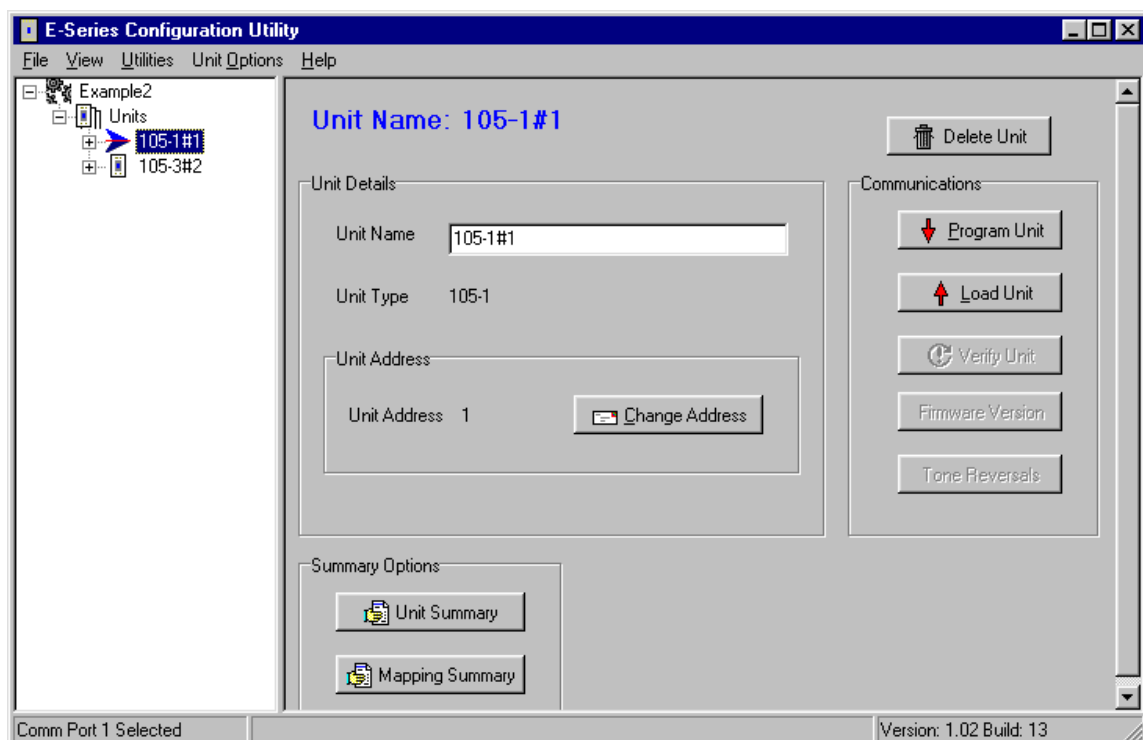 E-Series Configuration Utility
File View Utilities Unit Options Help
Example2
Units
105-1#1
105-3#2
Unit Name: 105-1#1
Delete Unit
Unit Details
Unit Name 105-1#1
Unit Type 105-1
Unit Address
Unit Address 1 Change Address
Communications
Program Unit
Load Unit
Verify Unit
Firmware Version
Tone Reversals
Summary Options
Unit Summary
Mapping Summary
Comm Port 1 Selected
Version: 1.02 Build: 13